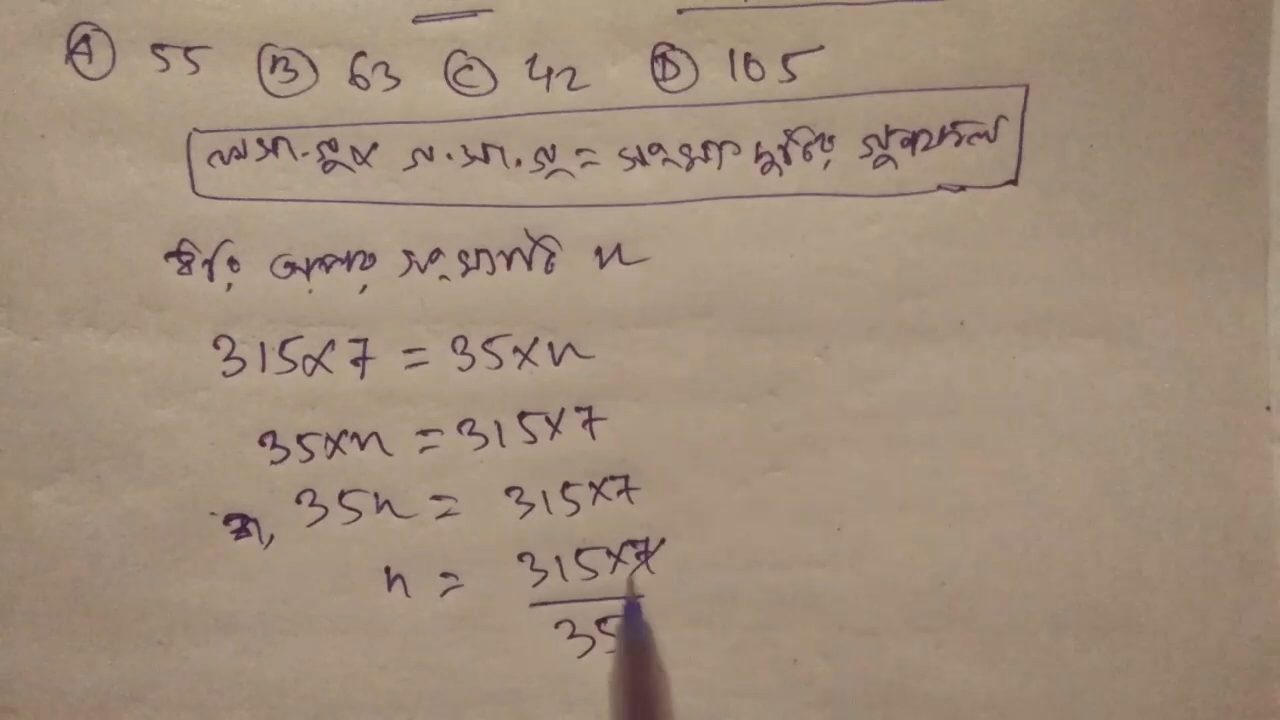 A 55 B 63 C 42 D 105
ল.সা.গু × গ.সা.গু = সংখ্যা দুটির গুণফল
ধরি, অপর সংখ্যাটি n
315×7 = 35×n
35×n = 315×7
বা, 35n = 315×7
n = 315×7
35